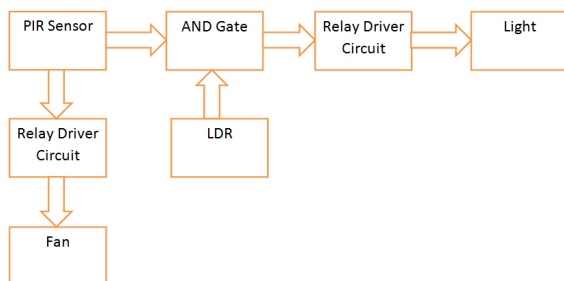 PIR Sensor
AND Gate
Relay Driver
Circuit
Light
Relay Driver
Circuit
LDR
Fan